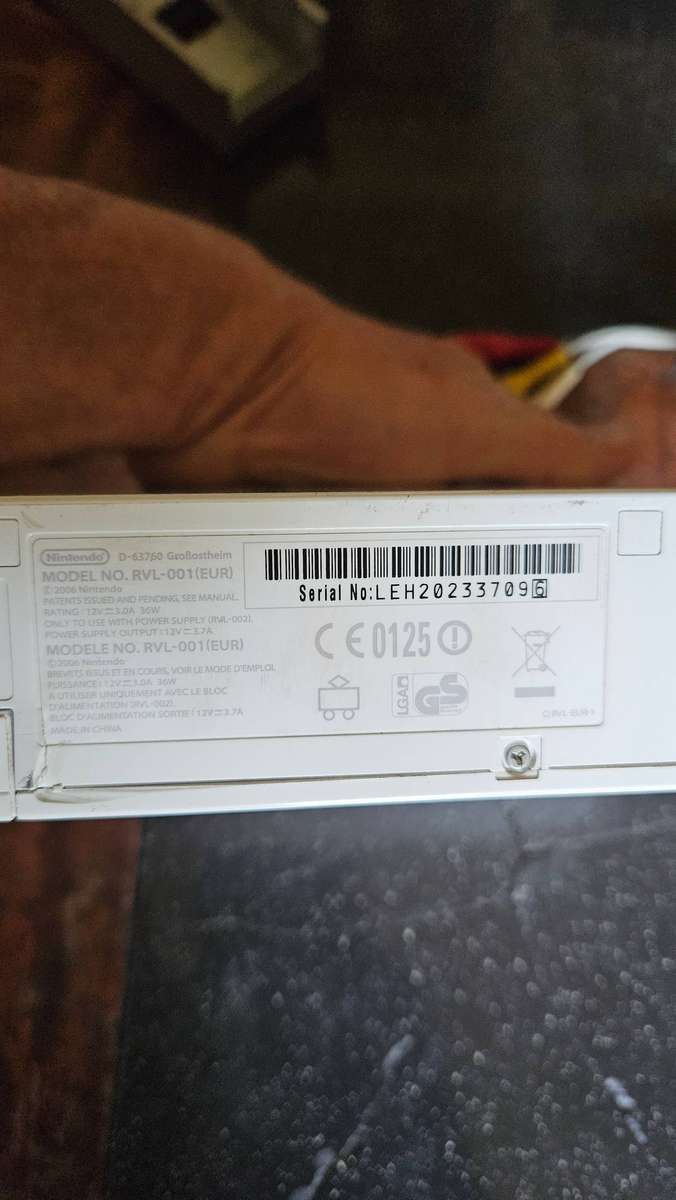 Nintendo D-63760 Großostheim
MODEL NO. RVL-001(EUR)
©2006 Nintendo
PATENTS ISSUED AND PENDING, SEE MANUAL.
RATING : 12V⎓3.0A 36W
ONLY TO USE WITH POWER SUPPLY (RVL-002).
POWER SUPPLY OUTPUT : 12V⎓3.7A
MODELE NO. RVL-001(EUR)
©2006 Nintendo
BREVETS ISSUS ET EN COURS, VOIR LE MODE D'EMPLOI.
PUISSANCE : 12V⎓3.0A 36W
A UTILISER UNIQUEMENT AVEC LE BLOC
D'ALIMENTATION (RVL-002).
BLOC D'ALIMENTATION SORTIE : 12V⎓3.7A
MADE IN CHINA
Serial No:LEH202337096
CE0125
LGA
GS